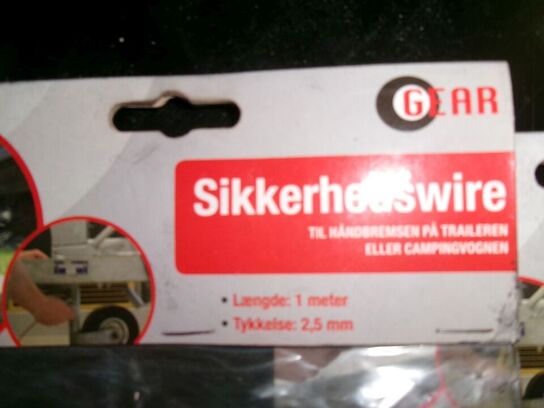 GEAR
Sikkerhedswire
TIL HÅNDBREMSEN PÅ TRAILEREN
ELLER CAMPINGVOGNEN
• Længde: 1 meter
• Tykkelse: 2,5 mm